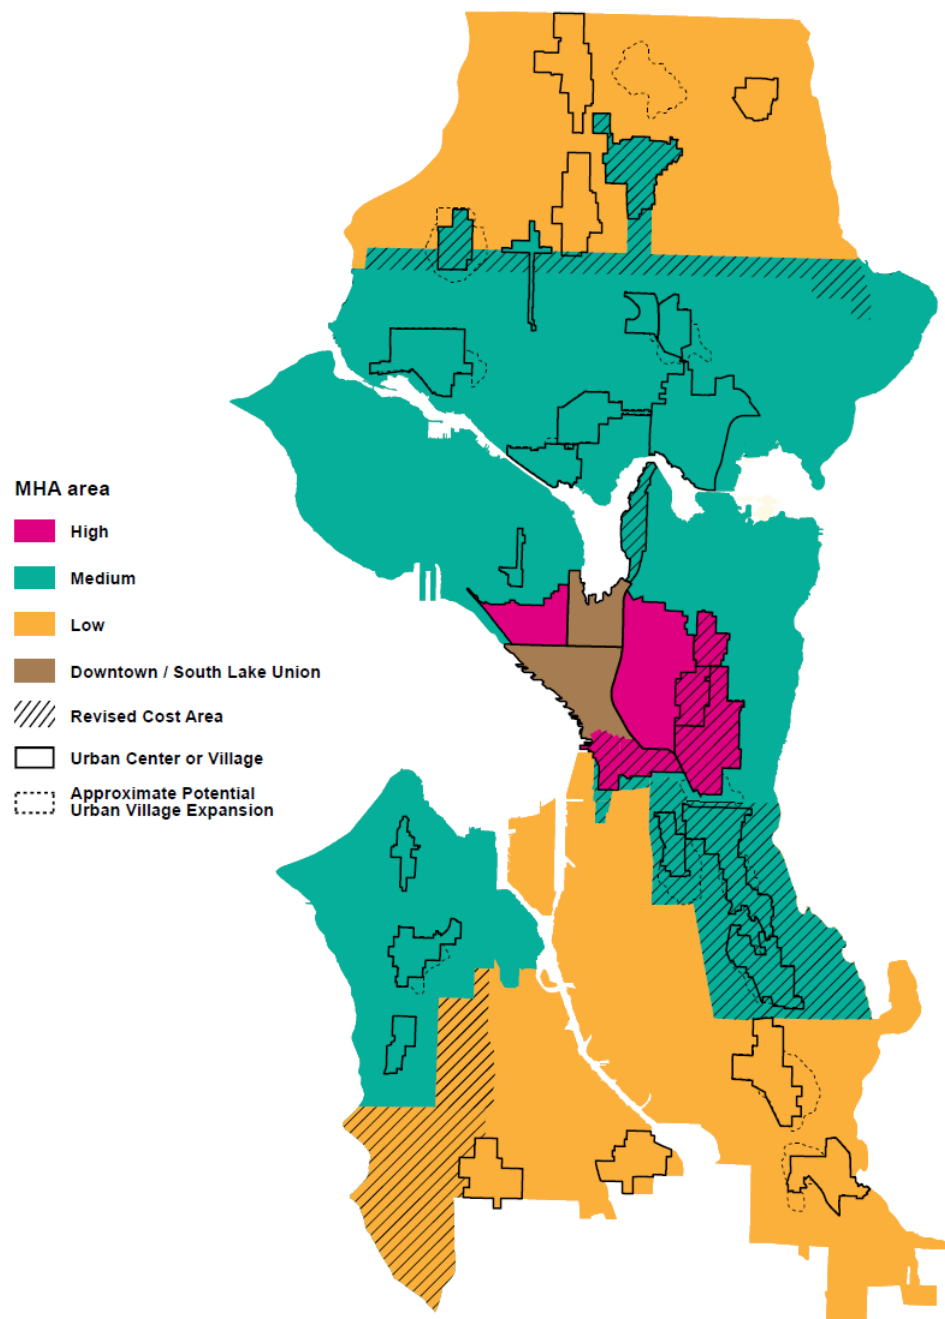 MHA area
High
Medium
Low
Downtown / South Lake Union
Revised Cost Area
Urban Center or Village
Approximate Potential
Urban Village Expansion